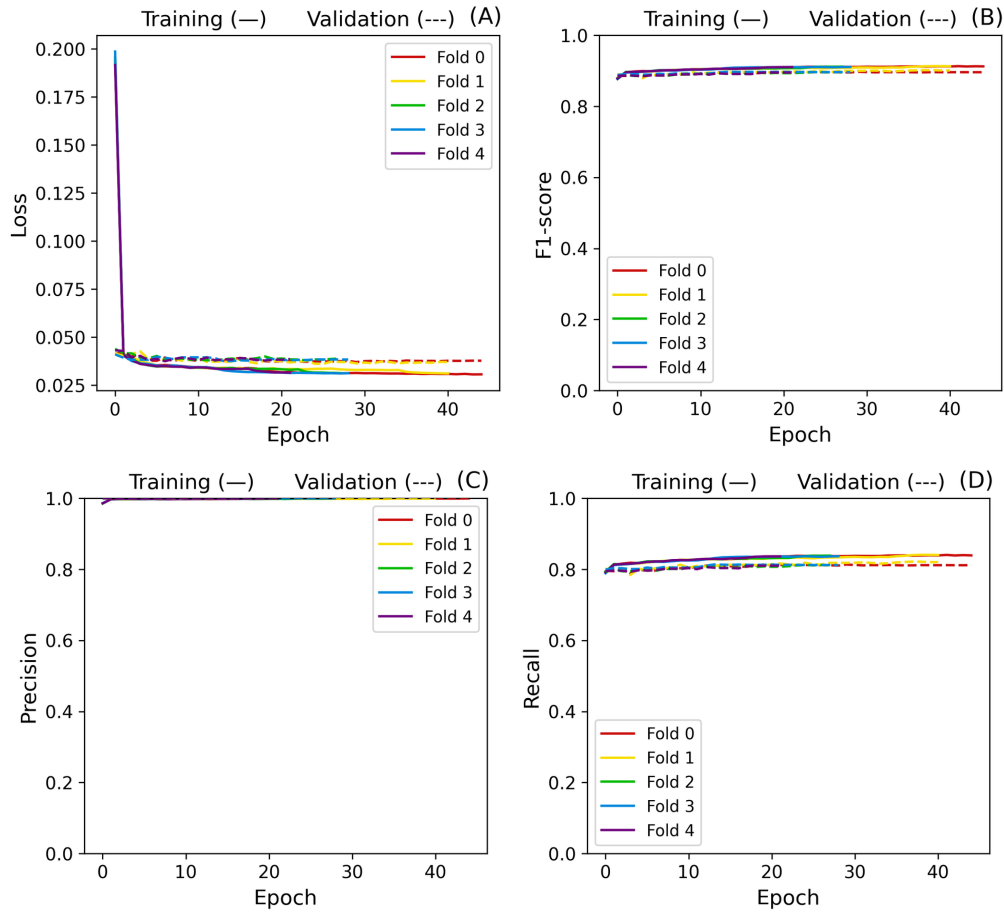 Training (—) Validation (---) (A)
0.200
0.175
0.150
0.125
0.100
0.075
0.050
0.025
Loss
Fold 0
Fold 1
Fold 2
Fold 3
Fold 4
0 10 20 30 40
Epoch
Training (—) Validation (---) (B)
1.0
0.8
0.6
0.4
0.2
0.0
F1-score
Fold 0
Fold 1
Fold 2
Fold 3
Fold 4
0 10 20 30 40
Epoch
Training (—) Validation (---) (C)
1.0
0.8
0.6
0.4
0.2
0.0
Precision
Fold 0
Fold 1
Fold 2
Fold 3
Fold 4
0 10 20 30 40
Epoch
Training (—) Validation (---) (D)
1.0
0.8
0.6
0.4
0.2
0.0
Recall
Fold 0
Fold 1
Fold 2
Fold 3
Fold 4
0 10 20 30 40
Epoch